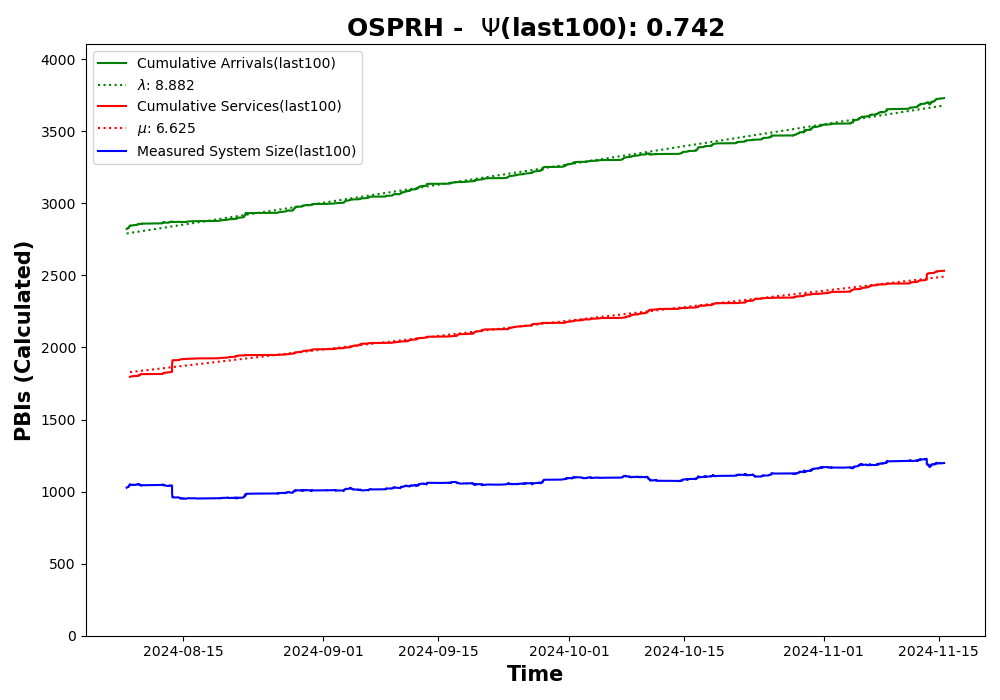 OSPRH - Ψ(last100): 0.742
Cumulative Arrivals(last100)
λ: 8.882
Cumulative Services(last100)
μ: 6.625
Measured System Size(last100)
PBIs (Calculated)
4000
3500
3000
2500
2000
1500
1000
500
0
2024-08-15 2024-09-01 2024-09-15 2024-10-01 2024-10-15 2024-11-01 2024-11-15
Time